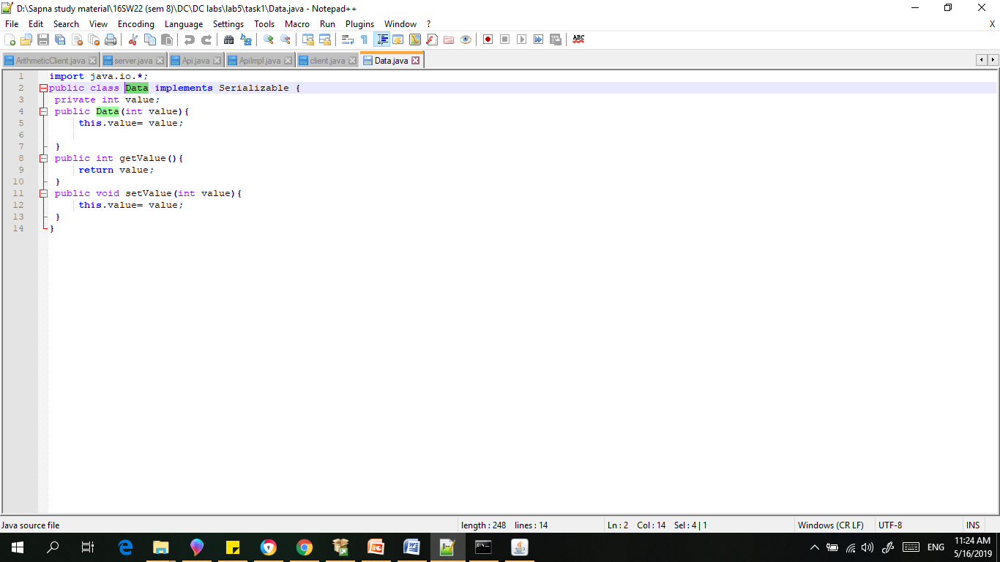 D:\Sapna study material\16SW22 (sem 8)\DC\DC labs\lab5\task1\Data.java - Notepad++
File Edit Search View Encoding Language Settings Tools Macro Run Plugins Window ? X
ABC
ArithmeticClient.java server.java Api.java ApiImpl.java client.java Data.java
1 import java.io.*;
2 public class Data implements Serializable {
3 private int value;
4 public Data(int value){
5 this.value= value;
6
7 }
8 public int getValue(){
9 return value;
10 }
11 public void setValue(int value){
12 this.value= value;
13 }
14 }
Java source file length : 248 lines : 14 Ln : 2 Col : 14 Sel : 4 | 1 Windows (CR LF) UTF-8 INS
ENG 11:24 AM
5/16/2019